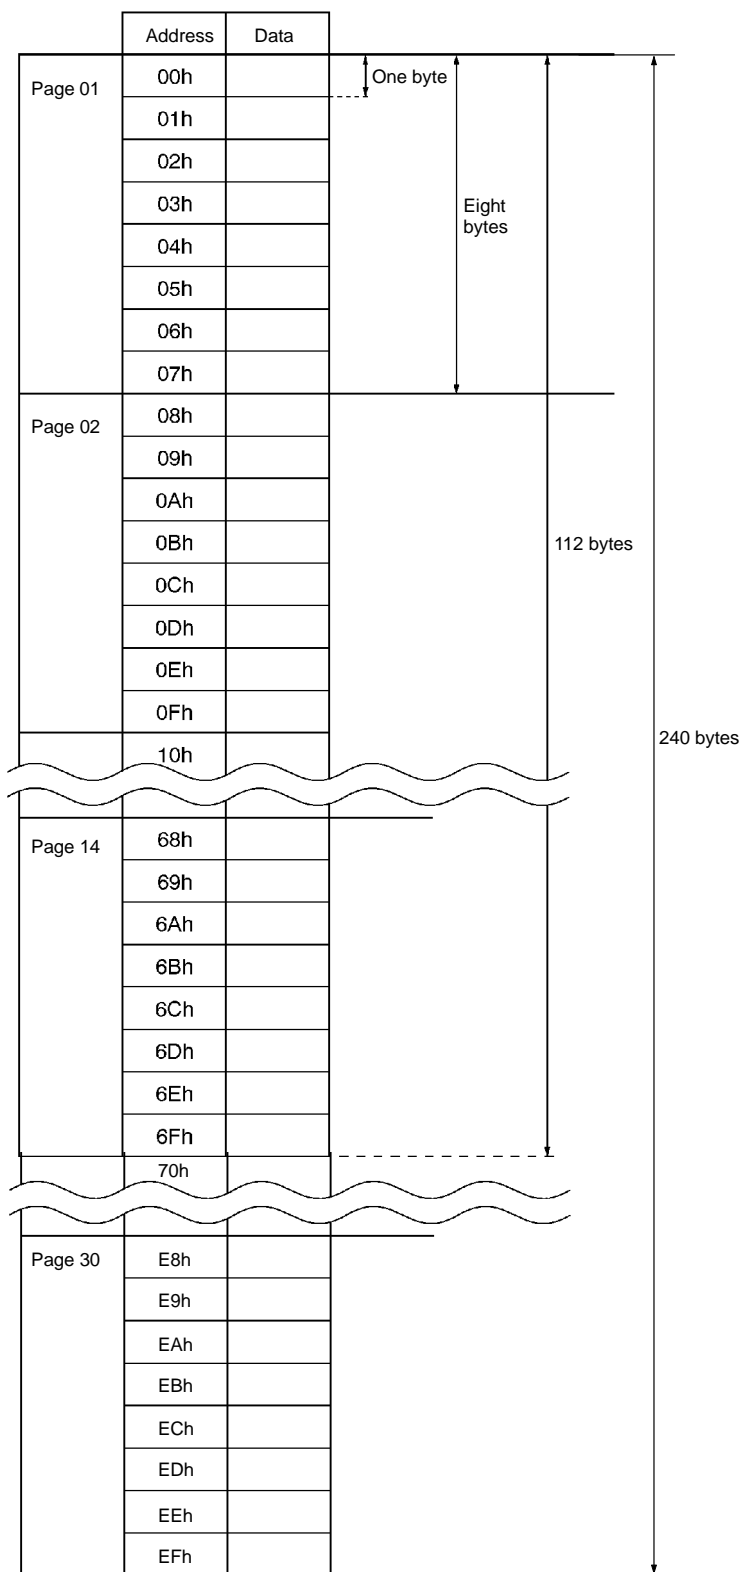 Address Data
Page 01 00h One byte
01h
02h
03h
Eight
bytes
04h
05h
06h
07h
Page 02 08h
09h
0Ah
0Bh 112 bytes
0Ch
0Dh
0Eh
0Fh
240 bytes
10h
Page 14 68h
69h
6Ah
6Bh
6Ch
6Dh
6Eh
6Fh
70h
Page 30 E8h
E9h
EAh
EBh
ECh
EDh
EEh
EFh